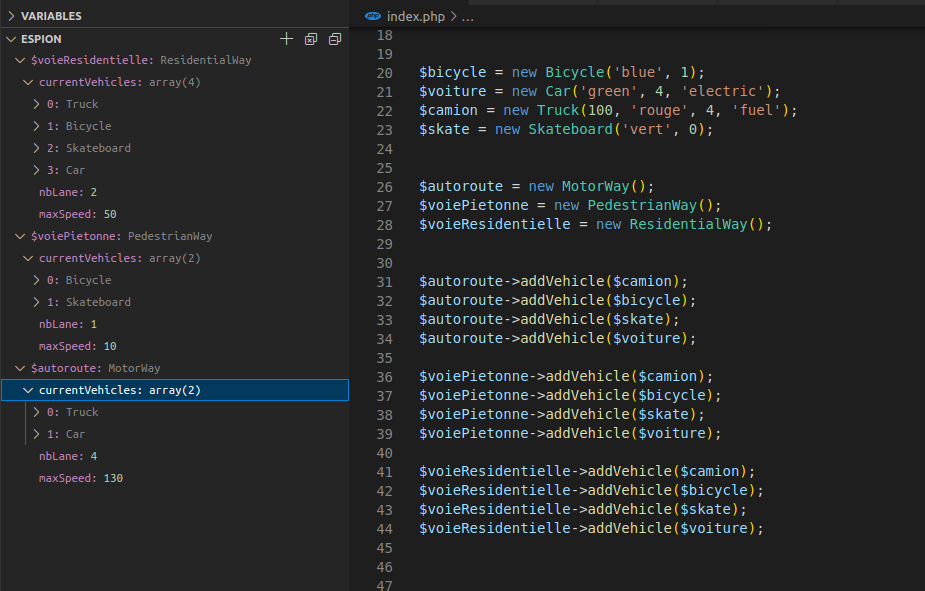 VARIABLES
ESPION
$voieResidentielle: ResidentialWay
currentVehicles: array(4)
0: Truck
1: Bicycle
2: Skateboard
3: Car
nbLane: 2
maxSpeed: 50
$voiePietonne: PedestrianWay
currentVehicles: array(2)
0: Bicycle
1: Skateboard
nbLane: 1
maxSpeed: 10
$autoroute: MotorWay
currentVehicles: array(2)
0: Truck
1: Car
nbLane: 4
maxSpeed: 130
php index.php > ...
18
19
20 $bicycle = new Bicycle('blue', 1);
21 $voiture = new Car('green', 4, 'electric');
22 $camion = new Truck(100, 'rouge', 4, 'fuel');
23 $skate = new Skateboard('vert', 0);
24
25
26 $autoroute = new MotorWay();
27 $voiePietonne = new PedestrianWay();
28 $voieResidentielle = new ResidentialWay();
29
30
31 $autoroute->addVehicle($camion);
32 $autoroute->addVehicle($bicycle);
33 $autoroute->addVehicle($skate);
34 $autoroute->addVehicle($voiture);
35
36 $voiePietonne->addVehicle($camion);
37 $voiePietonne->addVehicle($bicycle);
38 $voiePietonne->addVehicle($skate);
39 $voiePietonne->addVehicle($voiture);
40
41 $voieResidentielle->addVehicle($camion);
42 $voieResidentielle->addVehicle($bicycle);
43 $voieResidentielle->addVehicle($skate);
44 $voieResidentielle->addVehicle($voiture);
45
46
47